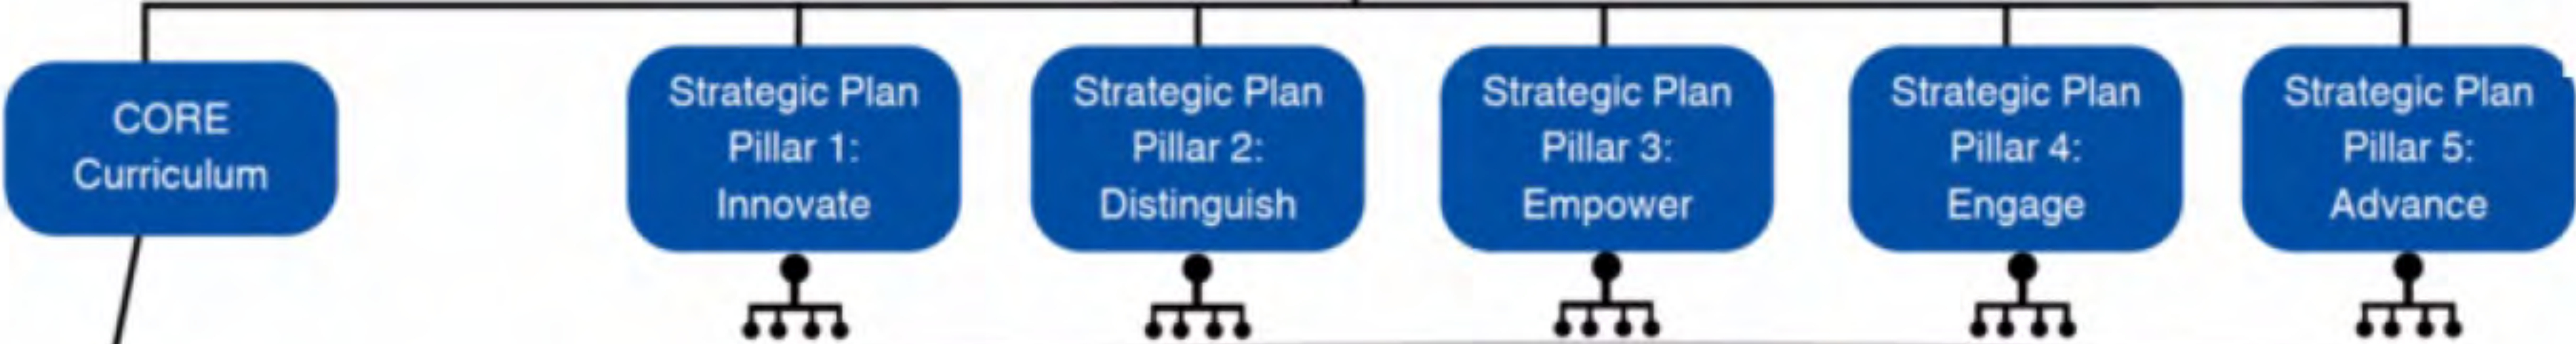 CORE
Curriculum
Strategic Plan
Pillar 1:
Innovate
Strategic Plan
Pillar 2:
Distinguish
Strategic Plan
Pillar 3:
Empower
Strategic Plan
Pillar 4:
Engage
Strategic Plan
Pillar 5:
Advance